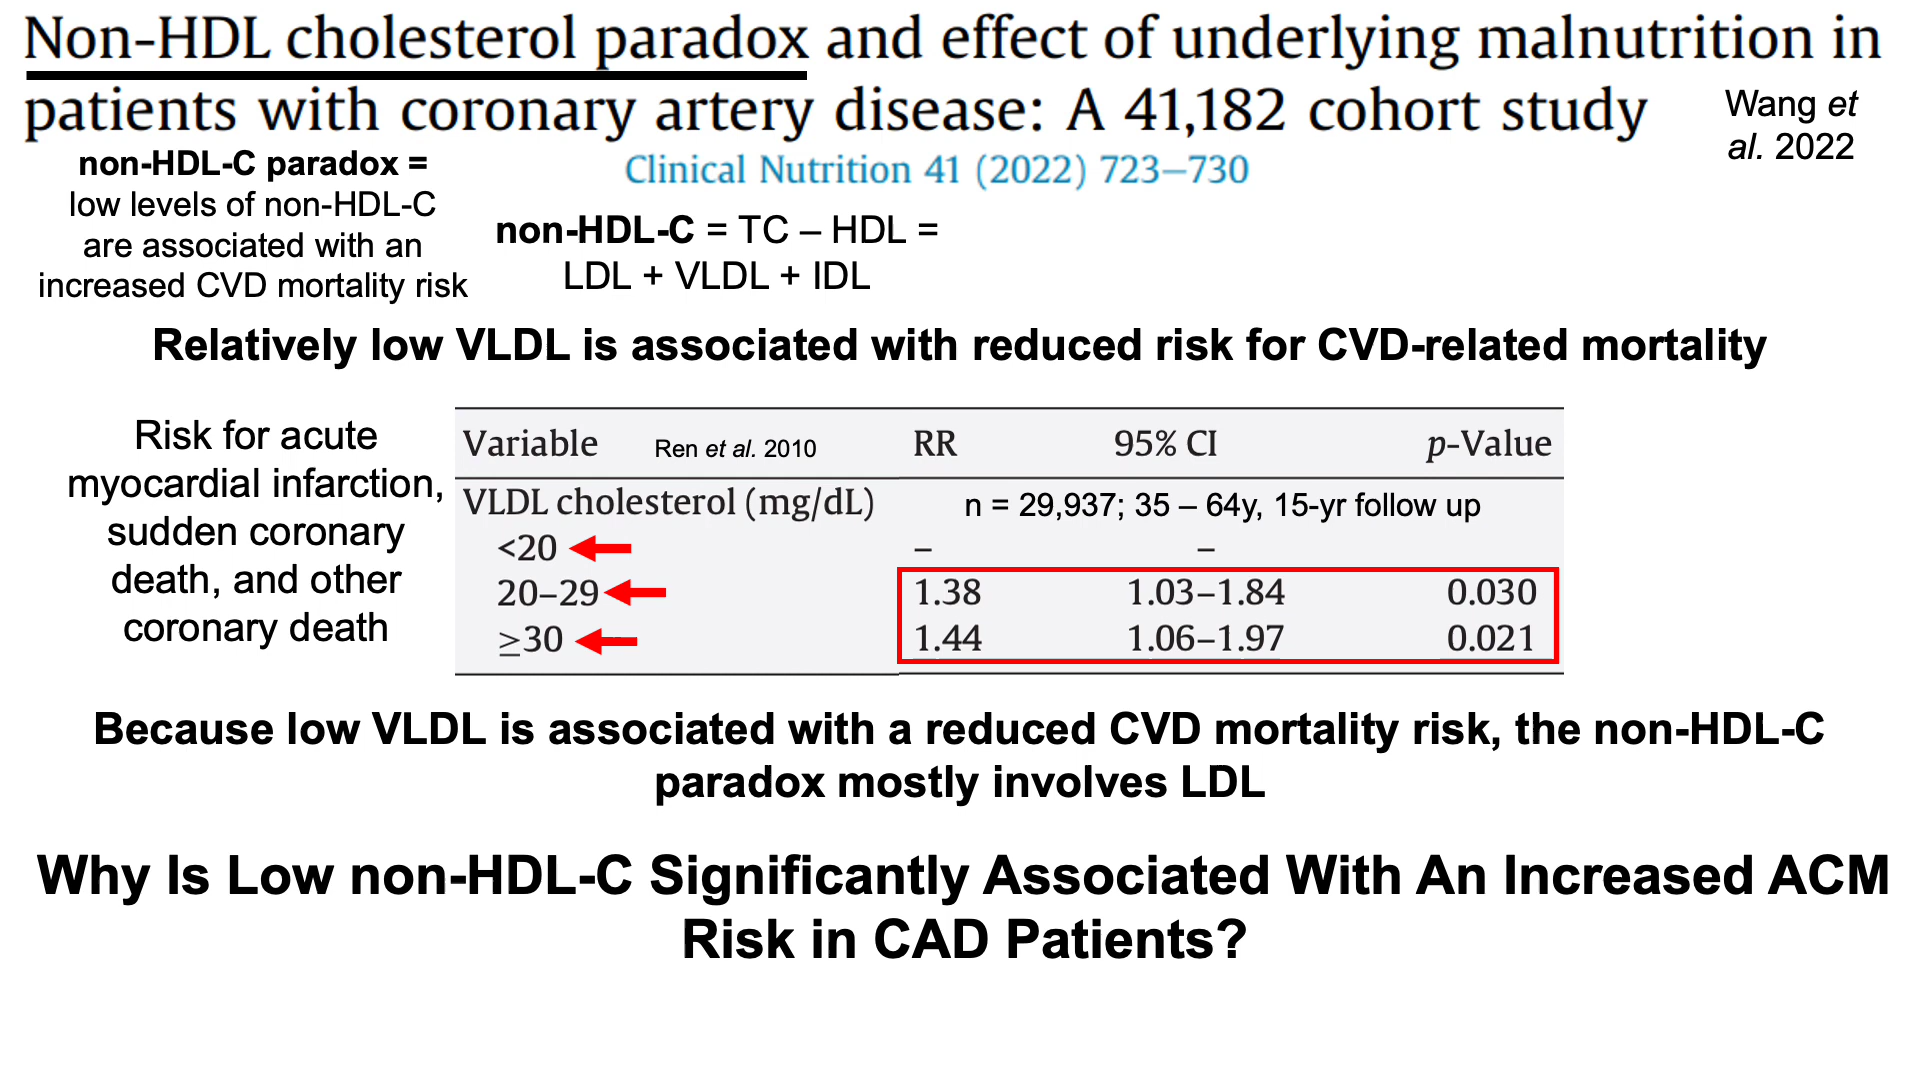 Non-HDL cholesterol paradox and effect of underlying malnutrition in
patients with coronary artery disease: A 41,182 cohort study
Wang et
al. 2022
Clinical Nutrition 41 (2022) 723–730
non-HDL-C paradox =
low levels of non-HDL-C
are associated with an
increased CVD mortality risk
non-HDL-C = TC – HDL =
LDL + VLDL + IDL
Relatively low VLDL is associated with reduced risk for CVD-related mortality
Risk for acute
myocardial infarction,
sudden coronary
death, and other
coronary death
Variable Ren et al. 2010 RR 95% CI p-Value
VLDL cholesterol (mg/dL) n = 29,937; 35 – 64y, 15-yr follow up
<20 – –
20–29 1.38 1.03–1.84 0.030
≥30 1.44 1.06–1.97 0.021
Because low VLDL is associated with a reduced CVD mortality risk, the non-HDL-C
paradox mostly involves LDL
Why Is Low non-HDL-C Significantly Associated With An Increased ACM
Risk in CAD Patients?